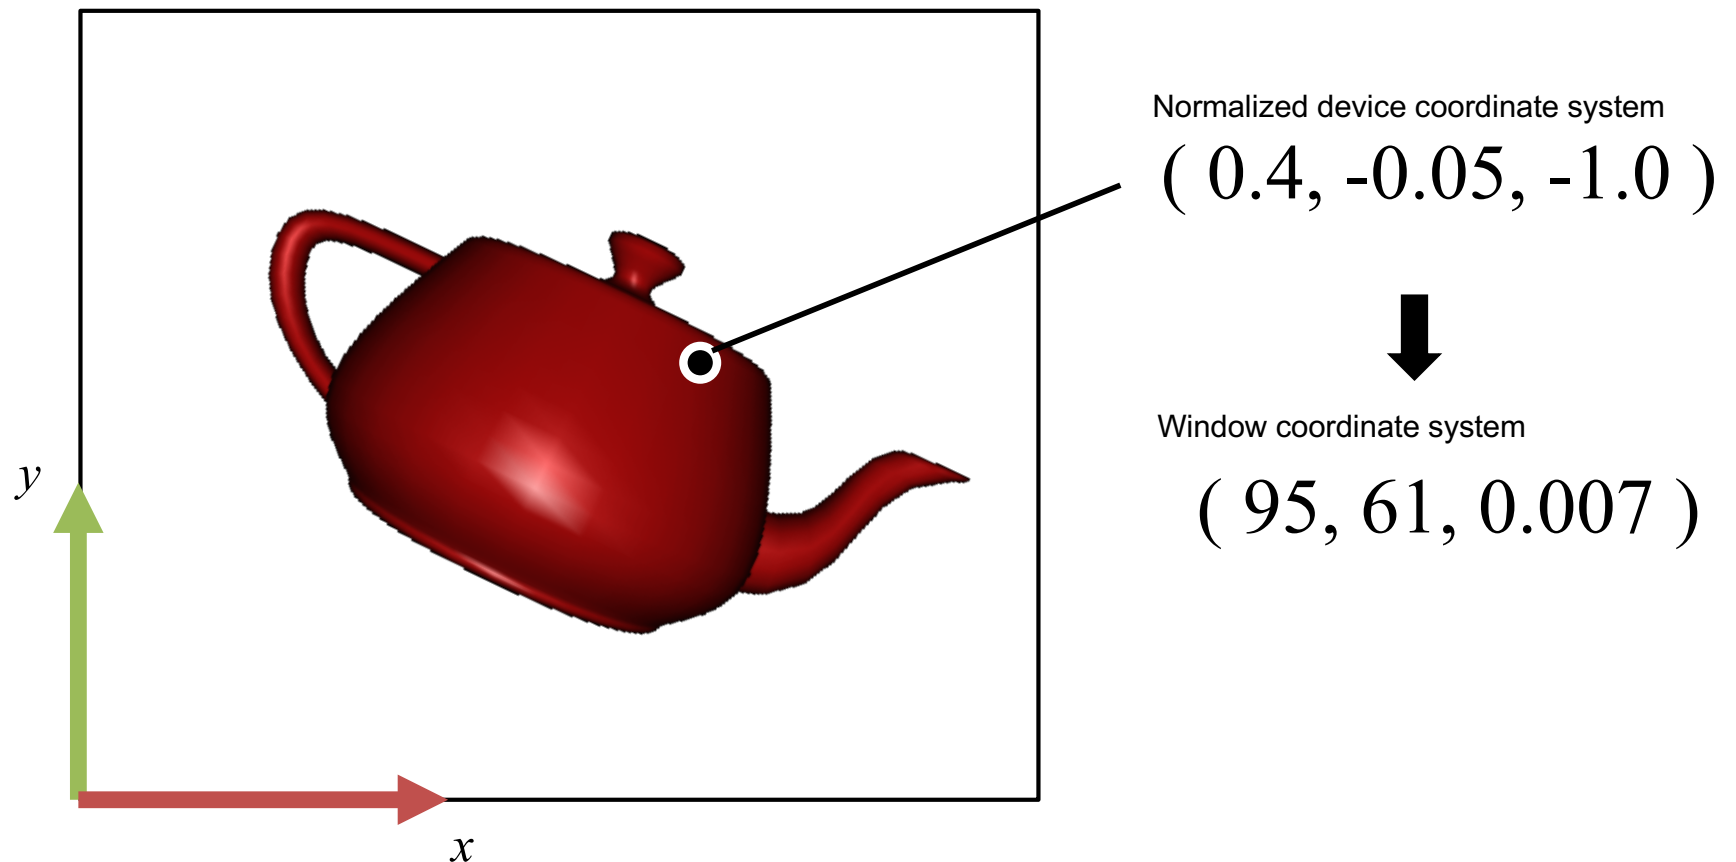 Normalized device coordinate system
( 0.4, -0.05, -1.0 )
Window coordinate system
( 95, 61, 0.007 )
y
x